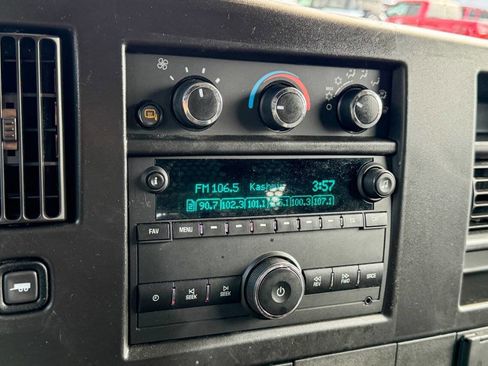 FM 106.5 Kashmir 3:57
90.7 102.3 101.1 100.3 107.1
FAV MENU
SEEK SEEK REV FWD SRCE